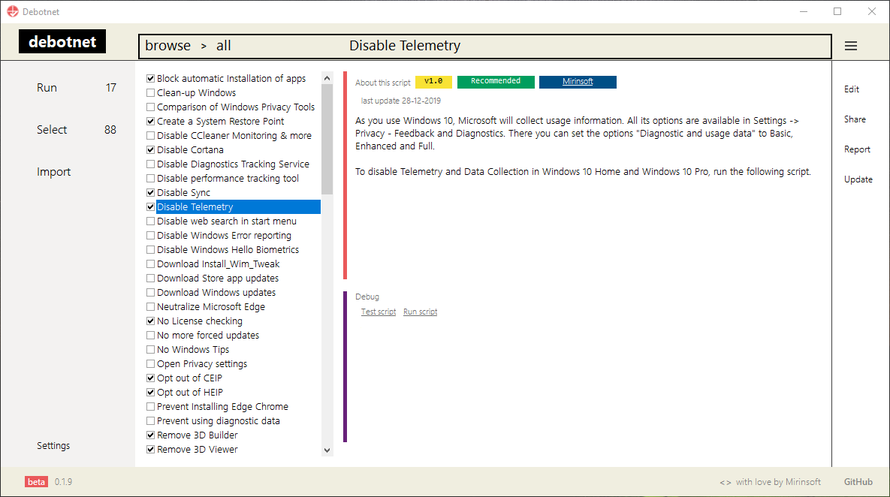 Debotnet
debotnet
browse > all
Disable Telemetry
Run 17
Select 88
Import
Settings
Block automatic Installation of apps
Clean-up Windows
Comparison of Windows Privacy Tools
Create a System Restore Point
Disable CCleaner Monitoring & more
Disable Cortana
Disable Diagnostics Tracking Service
Disable performance tracking tool
Disable Sync
Disable Telemetry
Disable web search in start menu
Disable Windows Error reporting
Disable Windows Hello Biometrics
Download Install_Wim_Tweak
Download Store app updates
Download Windows updates
Neutralize Microsoft Edge
No License checking
No more forced updates
No Windows Tips
Open Privacy settings
Opt out of CEIP
Opt out of HEIP
Prevent Installing Edge Chrome
Prevent using diagnostic data
Remove 3D Builder
Remove 3D Viewer
About this script v1.0 Recommended Mirinsoft
last update 28-12-2019
As you use Windows 10, Microsoft will collect usage information. All its options are available in Settings ->
Privacy - Feedback and Diagnostics. There you can set the options "Diagnostic and usage data" to Basic,
Enhanced and Full.
To disable Telemetry and Data Collection in Windows 10 Home and Windows 10 Pro, run the following script.
Debug
Test script Run script
Edit
Share
Report
Update
beta 0.1.9
<> with love by Mirinsoft
GitHub